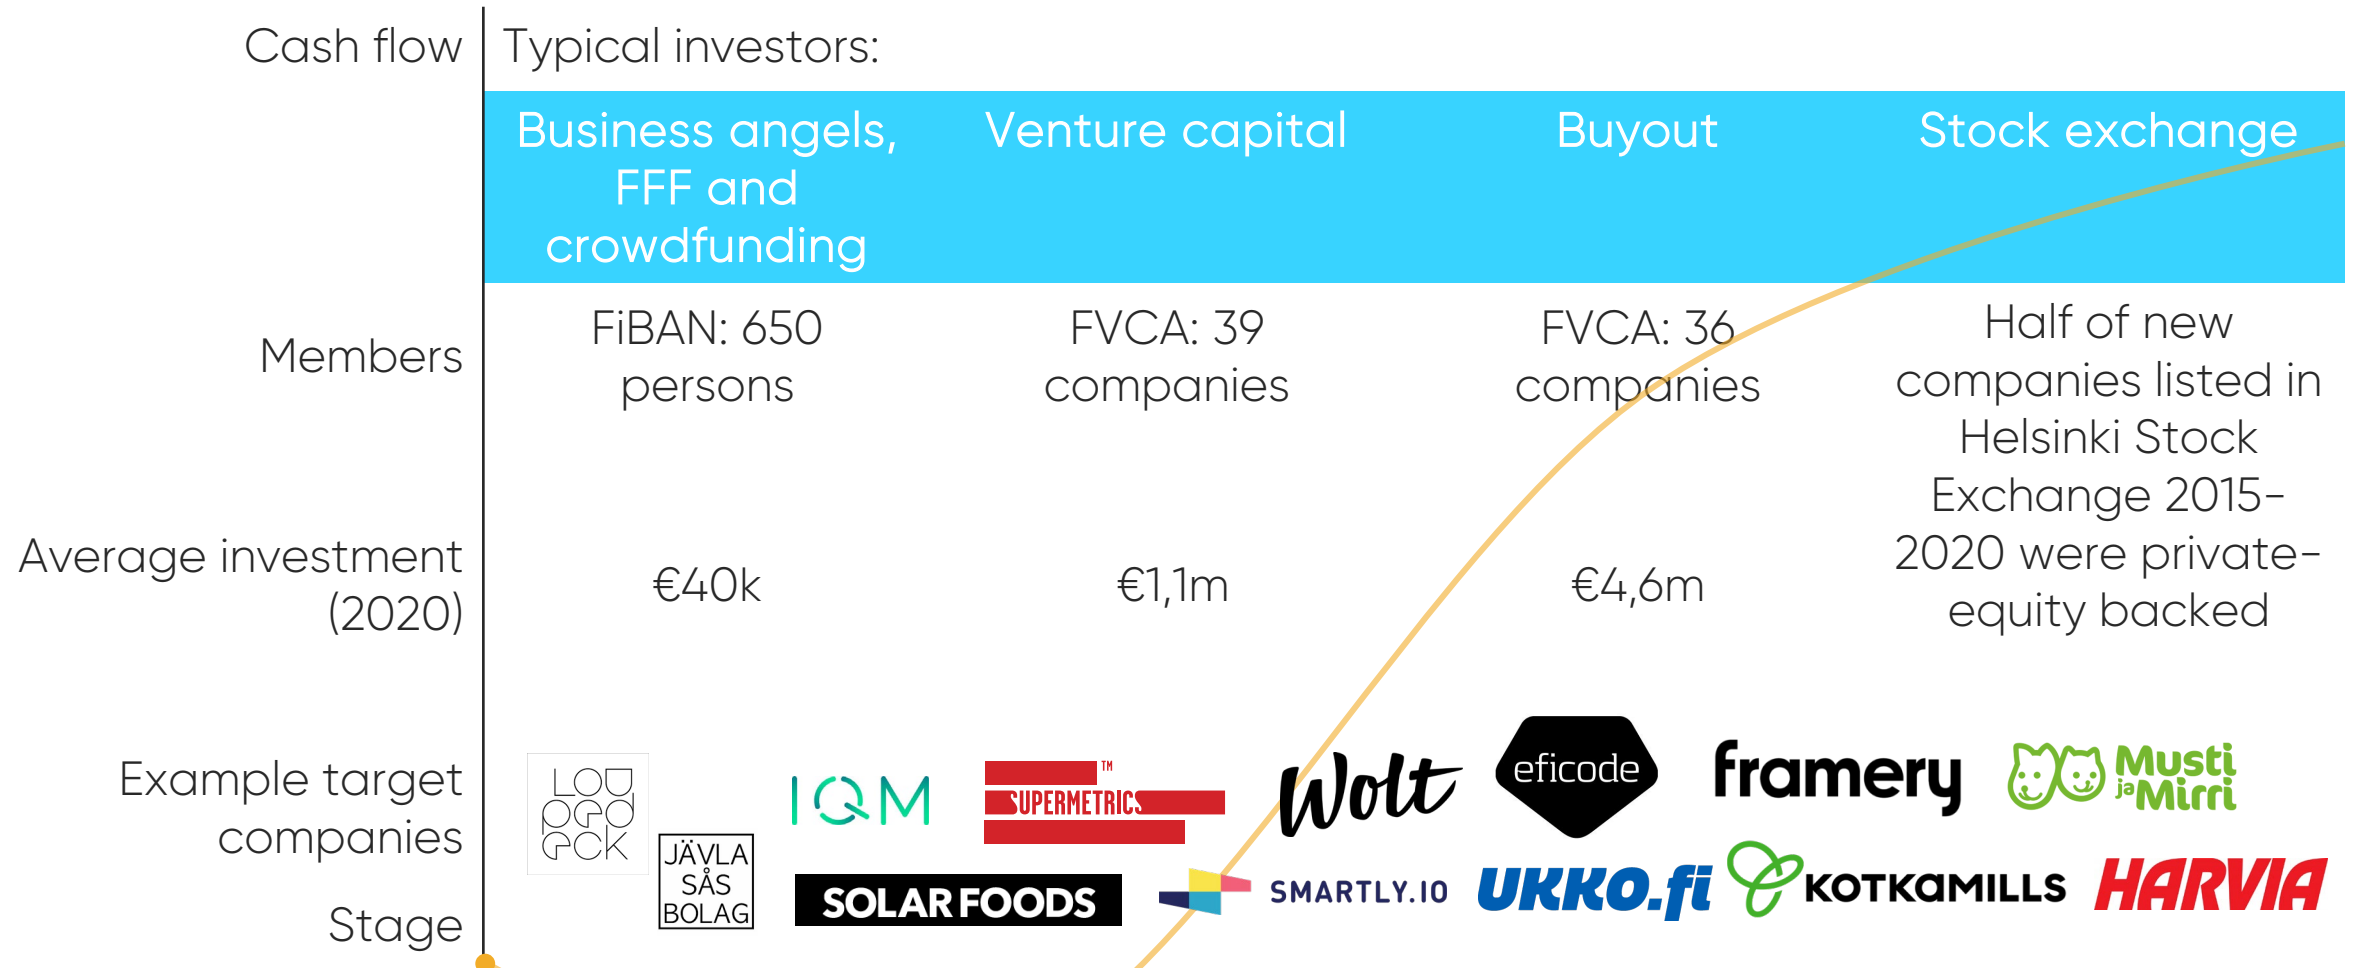 Cash flow
Typical investors:
Business angels,
FFF and
crowdfunding
Venture capital
Buyout
Stock exchange
Members
FiBAN: 650
persons
FVCA: 39
companies
FVCA: 36
companies
Half of new
companies listed in
Helsinki Stock
Exchange 2015-
2020 were private-
equity backed
Average investment
(2020)
€40k
€1,1m
€4,6m
Example target
companies
LOU
PED
ECK
JÄVLA
SÅS
BOLAG
IQM
SOLAR FOODS
SUPERMETRICS™
Wolt
SMARTLY.IO
eficode
UKKO.fi
framery
KOTKAMILLS
Musti
ja Mirri
HARVIA
Stage